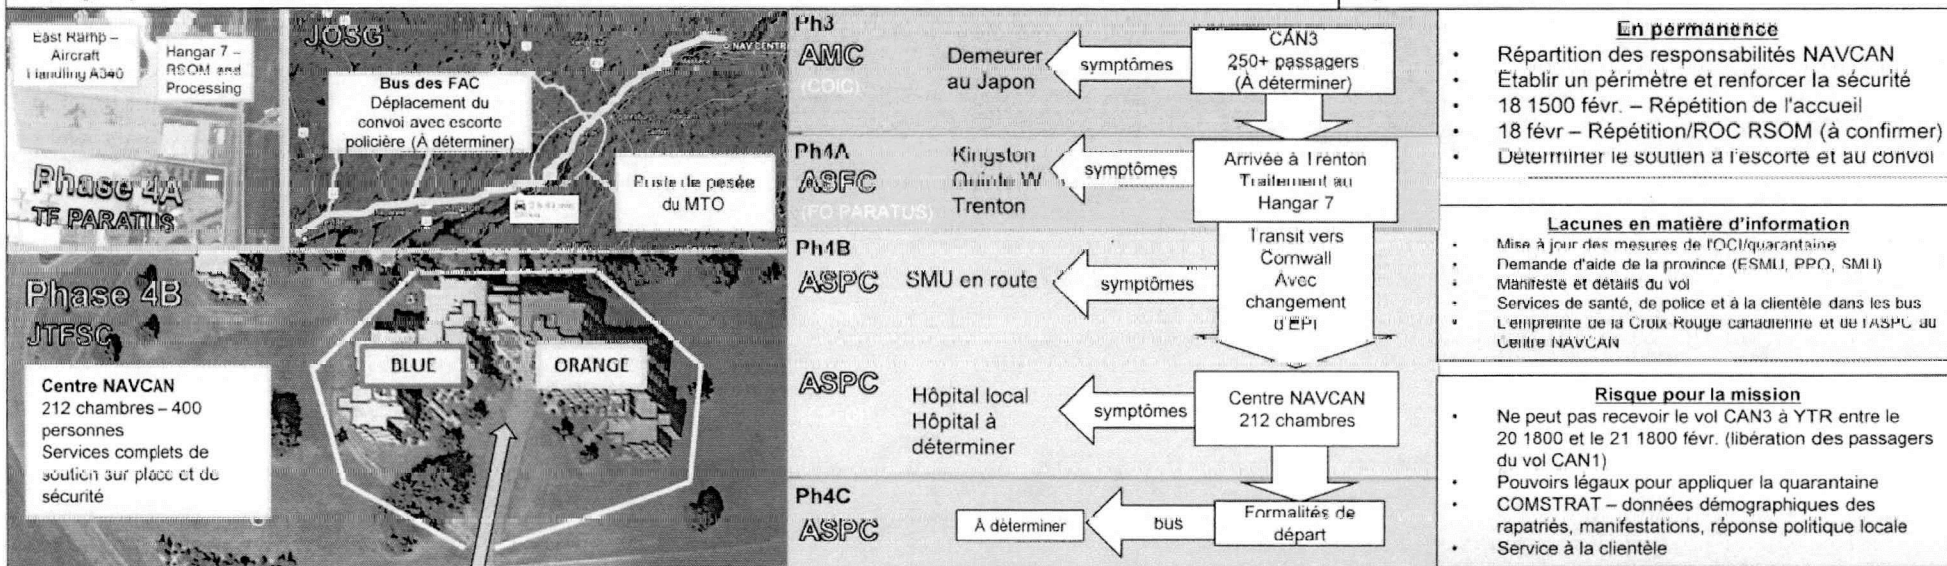 East Ramp –
Aircraft
Handling A340
Hangar 7 –
RSOM and
Processing
Phase 4A
TF PARATUS
JOSG
NAV CENTRE
Bus des FAC
Déplacement du
convoi avec escorte
policière (À déterminer)
Poste de pesée
du MTO
Phase 4B
JTFSC
BLUE
ORANGE
Centre NAVCAN
212 chambres – 400
personnes
Services complets de
soutien sur place et de
sécurité
Ph3
AMC
(CDIC)
Demeurer
au Japon
symptômes
CAN3
250+ passagers
(À déterminer)
Ph4A
ASFC
(FO PARATUS)
Kingston
Quinte W
Trenton
symptômes
Arrivée à Trenton
Traitement au
Hangar 7
Ph4B
ASPC
SMU en route
symptômes
Transit vers
Cornwall
Avec
changement
d'EPI
ASPC
Hôpital local
Hôpital à
déterminer
symptômes
Centre NAVCAN
212 chambres
Ph4C
ASPC
À déterminer
bus
Formalités de
départ
En permanence
• Répartition des responsabilités NAVCAN
• Établir un périmètre et renforcer la sécurité
• 18 1500 févr. – Répétition de l'accueil
• 18 févr – Répétition/ROC RSOM (à confirmer)
• Déterminer le soutien à l'escorte et au convoi
Lacunes en matière d'information
• Mise à jour des mesures de l'OCI/quarantaine
• Demande d'aide de la province (ESMU, PPO, SMU)
• Manifeste et détails du vol
• Services de santé, de police et à la clientèle dans les bus
• L'empreinte de la Croix Rouge canadienne et de l'ASPC au
Centre NAVCAN
Risque pour la mission
• Ne peut pas recevoir le vol CAN3 à YTR entre le
20 1800 et le 21 1800 févr. (libération des passagers
du vol CAN1)
• Pouvoirs légaux pour appliquer la quarantaine
• COMSTRAT – données démographiques des
rapatriés, manifestations, réponse politique locale
• Service à la clientèle